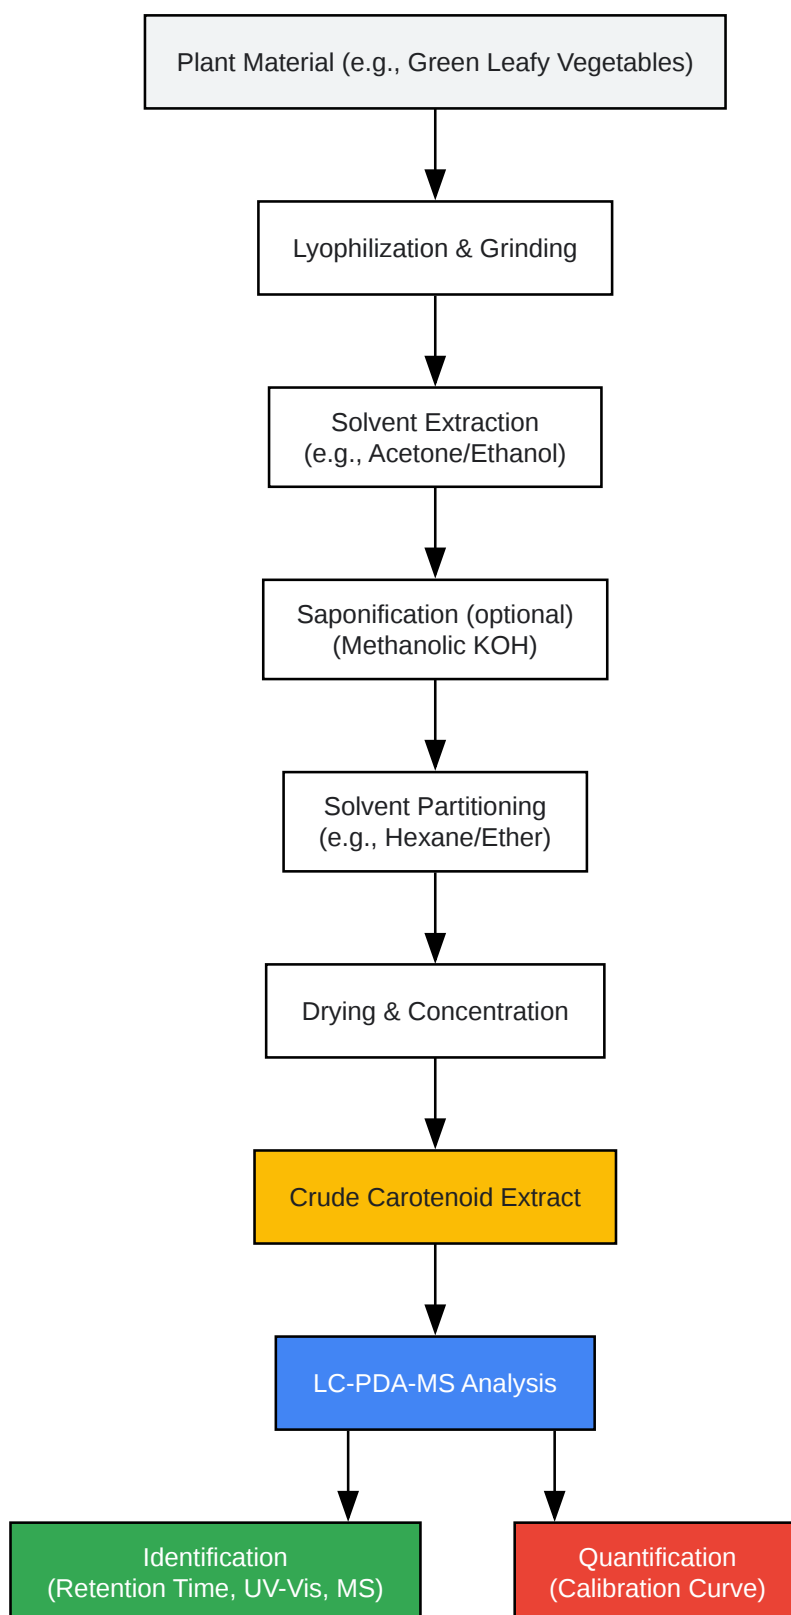 Plant Material (e.g., Green Leafy Vegetables)
Lyophilization & Grinding
Solvent Extraction
(e.g., Acetone/Ethanol)
Saponification (optional)
(Methanolic KOH)
Solvent Partitioning
(e.g., Hexane/Ether)
Drying & Concentration
Crude Carotenoid Extract
LC-PDA-MS Analysis
Identification
(Retention Time, UV-Vis, MS)
Quantification
(Calibration Curve)